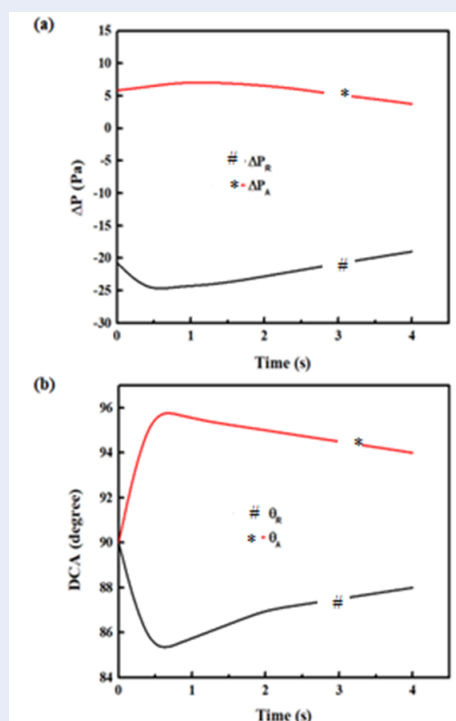 (a)
15
10
5
0
-5
-10
-15
-20
-25
-30
ΔP (Pa)
*
# ΔP_R
* ΔP_A
#
0 1 2 3 4
Time (s)
(b)
96
94
92
90
88
86
84
DCA (degree)
*
# θ_R
* θ_A
#
0 1 2 3 4
Time (s)